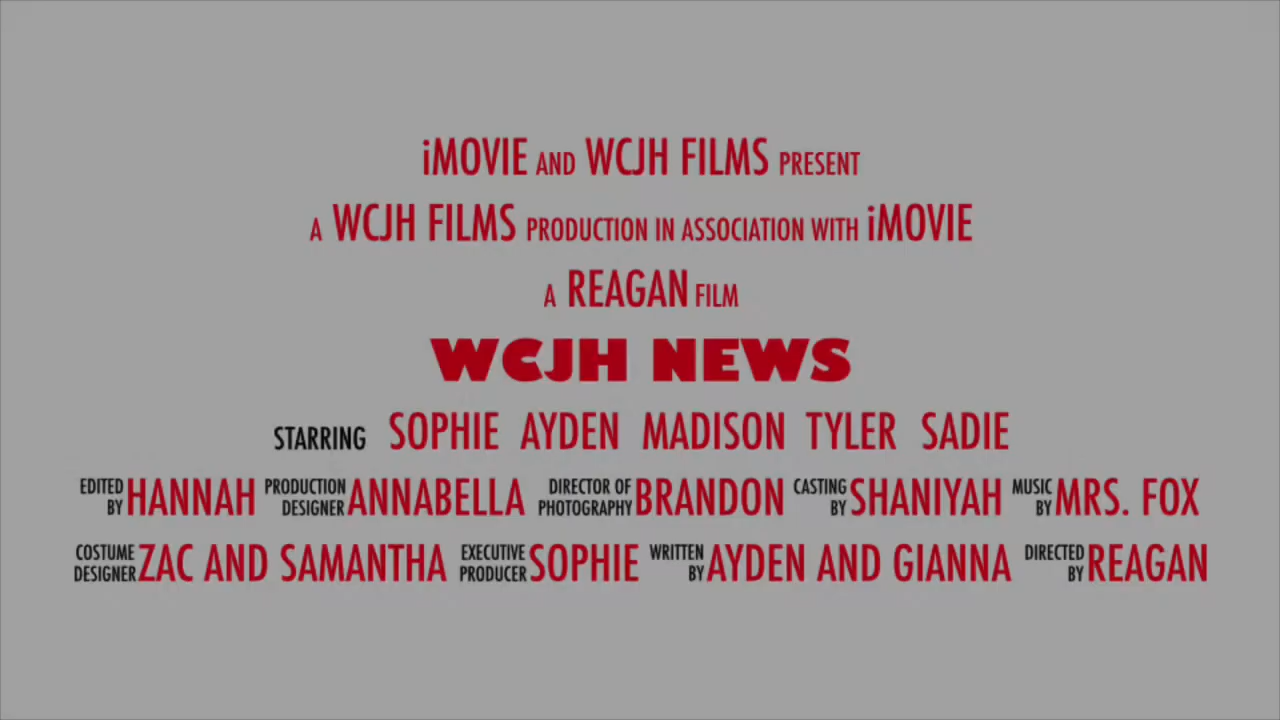 iMOVIE AND WCJH FILMS PRESENT
A WCJH FILMS PRODUCTION IN ASSOCIATION WITH iMOVIE
A REAGAN FILM
WCJH NEWS
STARRING SOPHIE AYDEN MADISON TYLER SADIE
EDITED BY HANNAH PRODUCTION DESIGNER ANNABELLA DIRECTOR OF PHOTOGRAPHY BRANDON CASTING BY SHANIYAH MUSIC BY MRS. FOX
COSTUME DESIGNER ZAC AND SAMANTHA EXECUTIVE PRODUCER SOPHIE WRITTEN BY AYDEN AND GIANNA DIRECTED BY REAGAN